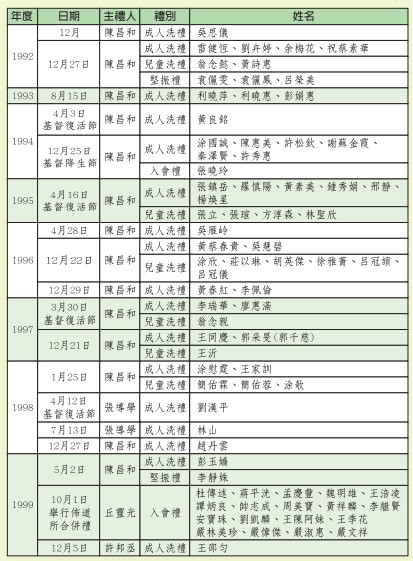 年度 日期 主禮人 禮別 姓名
1992 12月 陳昌和 成人洗禮 吳思儀
12月27日 陳昌和 成人洗禮 雷健恆、劉卉婷、余梅花、祝蔡素華
兒童洗禮 翁念懿、黃詩惠
堅振禮 袁儷雯、袁儷鳳、呂榮美
1993 8月15日 陳昌和 成人洗禮 利曉萍、利曉惠、彭娟惠
1994 4月3日
基督復活節 陳昌和 成人洗禮 黃良銘
12月25日
基督降生節 陳昌和 成人洗禮 涂國誠、陳惠美、許松欽、謝蘇金霞、
秦澤賢、許秀惠
入會禮 張曉玲
1995 4月16日
基督復活節 陳昌和 成人洗禮 張鎮岳、羅慎陽、黃素美、鍾秀娟、邢靜、
楊煥星
兒童洗禮 張立、張瑄、方淳森、林聖欣
1996 4月28日 陳昌和 成人洗禮 吳雁岭
12月22日 陳昌和 成人洗禮 黃蔡春貴、吳慧碧
兒童洗禮 涂欣、莊以琳、胡英傑、徐雅菁、呂冠頡、
呂冠儀
12月29日 陳昌和 成人洗禮 黃春紅、李佩倫
1997 3月30日
基督復活節 陳昌和 成人洗禮 李瑞華、廖惠滿
兒童洗禮 翁念親
12月21日 陳昌和 成人洗禮 王同慶、郭采旻(郭千慈)
兒童洗禮 王沂
1998 1月25日 陳昌和 成人洗禮 涂慰霞、王家訓
兒童洗禮 簡佑霖、簡佑蓉、涂敬
4月12日
基督復活節 張導學 成人洗禮 劉漢平
7月13日 張導學 成人洗禮 林山
12月27日 陳昌和 成人洗禮 趙丹雲
1999 5月2日 陳昌和 成人洗禮 彭玉嬌
堅振禮 李靜姝
10月1日
舉行佈道
所合併禮 丘靈光 入會禮 杜傳述、蔣平洸、孟慶豐、魏明雄、王浯凌
譚炳良、帥志成、周美寶、黃祥麟、李繼賢
安寶珠、劉凱麟、王陳阿妹、王季花
嚴林美珍、嚴偉傑、嚴淑惠、嚴文祥
12月5日 許邦丞 成人洗禮 王邵勻